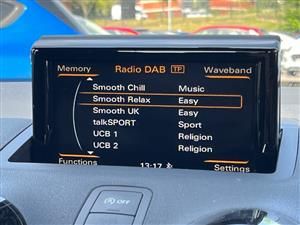 Memory Radio DAB TP Waveband
Smooth Chill Music
Smooth Relax Easy
Smooth UK Easy
talkSPORT Sport
UCB 1 Religion
UCB 2 Religion
Functions 13·17 Settings